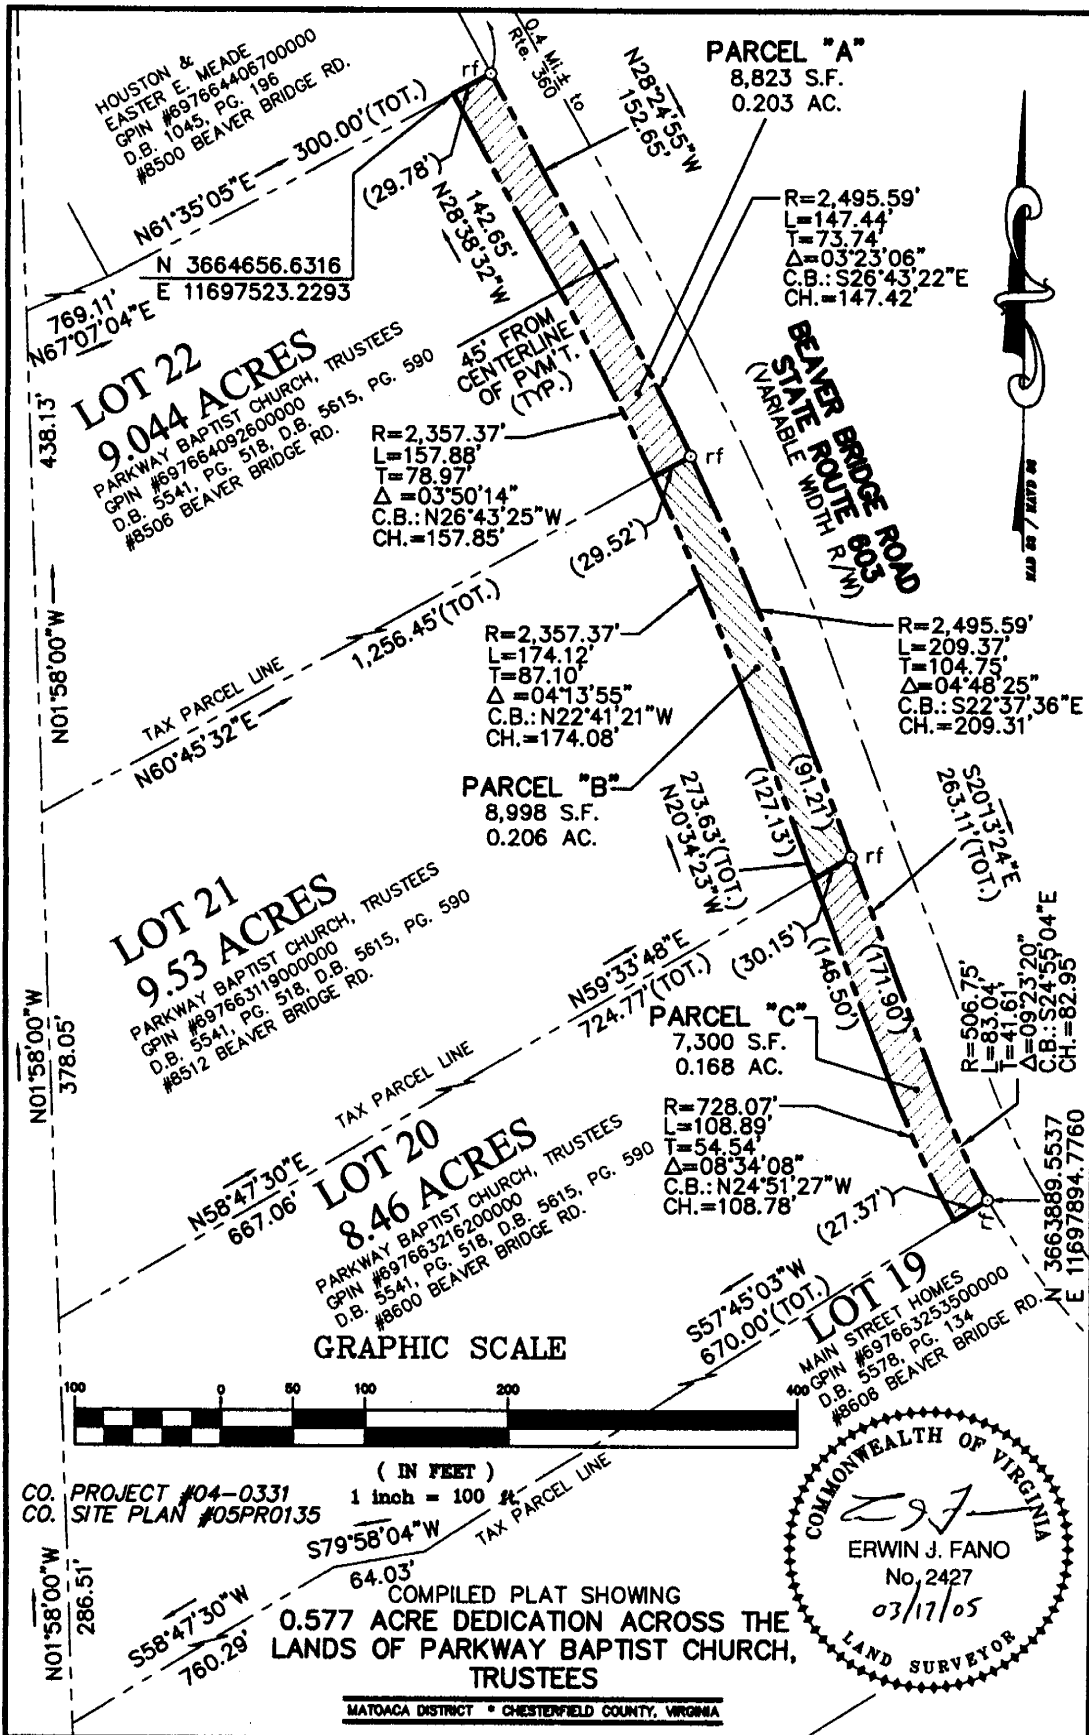 HOUSTON &
EASTER E. MEADE
GPIN #697664406700000
D.B. 1045, PG. 196
#8500 BEAVER BRIDGE RD.
rf
0.4 Mi.± to
Rte. 360
N28°24'55"W
152.65'
PARCEL "A"
8,823 S.F.
0.203 AC.
N61°35'05"E
300.00'(TOT.)
(29.78')
142.65'
N28°38'32"W
R=2,495.59'
L=147.44'
T=73.74'
Δ=03°23'06"
C.B.: S26°43'22"E
CH.=147.42'
N 3664656.6316
E 11697523.2293
769.11'
N67°07'04"E
LOT 22
9.044 ACRES
PARKWAY BAPTIST CHURCH, TRUSTEES
GPIN #697664092600000
D.B. 5541, PG. 518, D.B. 5615, PG. 590
#8506 BEAVER BRIDGE RD.
438.13'
N01°58'00"W
45' FROM
CENTERLINE
OF PVM'T.
(TYP.)
BEAVER BRIDGE ROAD
STATE ROUTE 603
(VARIABLE WIDTH R/W)
NAD 83 / NAVD 88
R=2,357.37'
L=157.88'
T=78.97'
Δ =03°50'14"
C.B.: N26°43'25"W
CH.=157.85'
rf
(29.52')
1,256.45'(TOT.)
TAX PARCEL LINE
N60°45'32"E
R=2,357.37'
L=174.12'
T=87.10'
Δ =04°13'55"
C.B.: N22°41'21"W
CH.=174.08'
R=2,495.59'
L=209.37'
T=104.75'
Δ=04°48'25"
C.B.: S22°37'36"E
CH.=209.31'
PARCEL "B"
8,998 S.F.
0.206 AC.
273.63'(TOT.)
N20°34'23"W
(127.13')
(91.21')
S20°13'24"E
263.11'(TOT.)
rf
LOT 21
9.53 ACRES
PARKWAY BAPTIST CHURCH, TRUSTEES
GPIN #697663119000000
D.B. 5541, PG. 518, D.B. 5615, PG. 590
#8512 BEAVER BRIDGE RD.
N01°58'00"W
378.05'
N59°33'48"E
724.77'(TOT.)
(30.15')
(146.50')
(171.90')
TAX PARCEL LINE
N58°47'30"E
667.06'
PARCEL "C"
7,300 S.F.
0.168 AC.
R=506.75'
L=83.04'
T=41.61'
Δ=09°23'20"
C.B.: S24°55'04"E
CH.=82.95
R=728.07'
L=108.89'
T=54.54'
Δ=08°34'08"
C.B.: N24°51'27"W
CH.=108.78'
LOT 20
8.46 ACRES
PARKWAY BAPTIST CHURCH, TRUSTEES
GPIN #697663216200000
D.B. 5541, PG. 518, D.B. 5615, PG. 590
#8600 BEAVER BRIDGE RD.
(27.37')
rf
N 3663889.5537
E 11697894.7760
S57°45'03"W
670.00'(TOT.)
LOT 19
MAIN STREET HOMES
GPIN #697663253500000
D.B. 5578, PG. 134
#8606 BEAVER BRIDGE RD.
GRAPHIC SCALE
100 0 50 100 200 400
( IN FEET )
1 inch = 100 ft.
CO. PROJECT #04-0331
CO. SITE PLAN #05PR0135
TAX PARCEL LINE
S79°58'04"W
64.03'
N01°58'00"W
286.51'
S58°47'30"W
760.29'
COMMONWEALTH OF VIRGINIA
ERWIN J. FANO
No. 2427
03/17/05
LAND SURVEYOR
COMPILED PLAT SHOWING
0.577 ACRE DEDICATION ACROSS THE
LANDS OF PARKWAY BAPTIST CHURCH,
TRUSTEES
MATOACA DISTRICT * CHESTERFIELD COUNTY, VIRGINIA